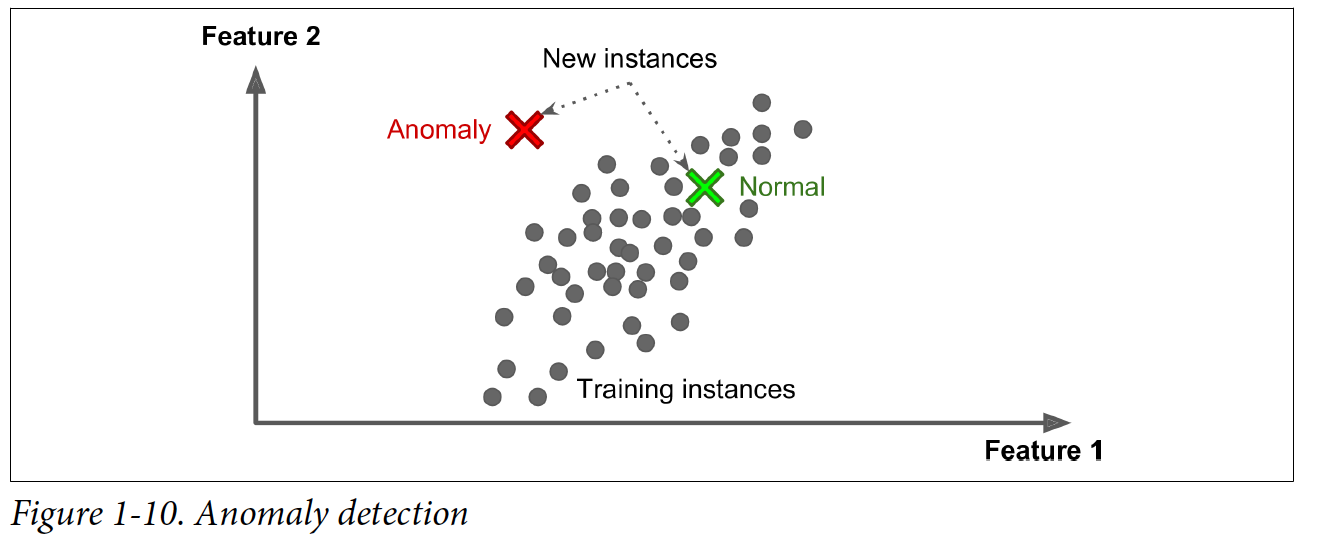 Feature 2
New instances
Anomaly
Normal
Training instances
Feature 1
Figure 1-10. Anomaly detection